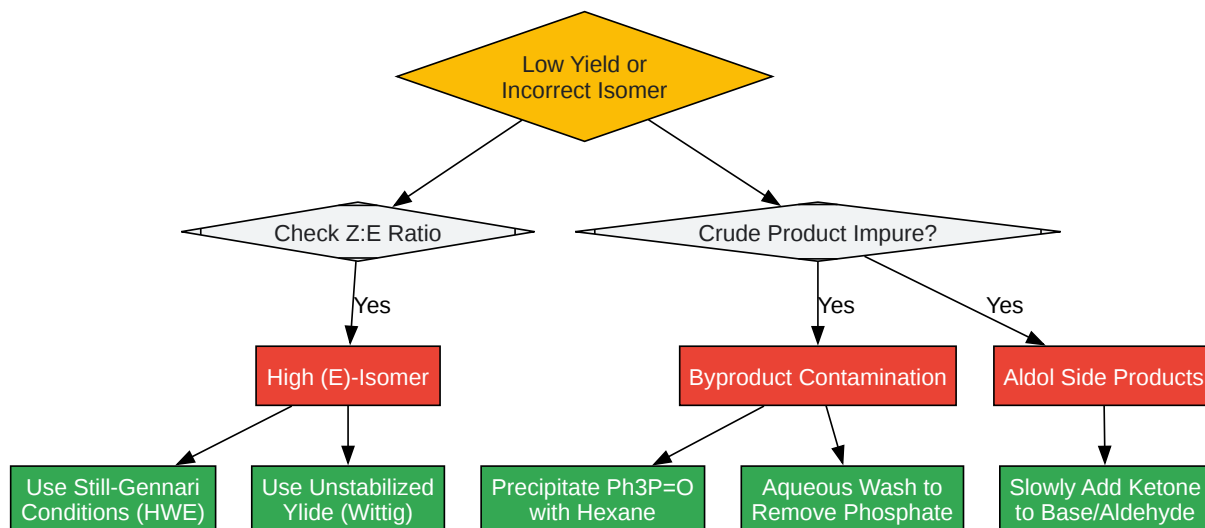 Low Yield or
Incorrect Isomer
Check Z:E Ratio
Crude Product Impure?
Yes
Yes
Yes
High (E)-Isomer
Byproduct Contamination
Aldol Side Products
Use Still-Gennari
Conditions (HWE)
Use Unstabilized
Ylide (Wittig)
Precipitate Ph3P=O
with Hexane
Aqueous Wash to
Remove Phosphate
Slowly Add Ketone
to Base/Aldehyde